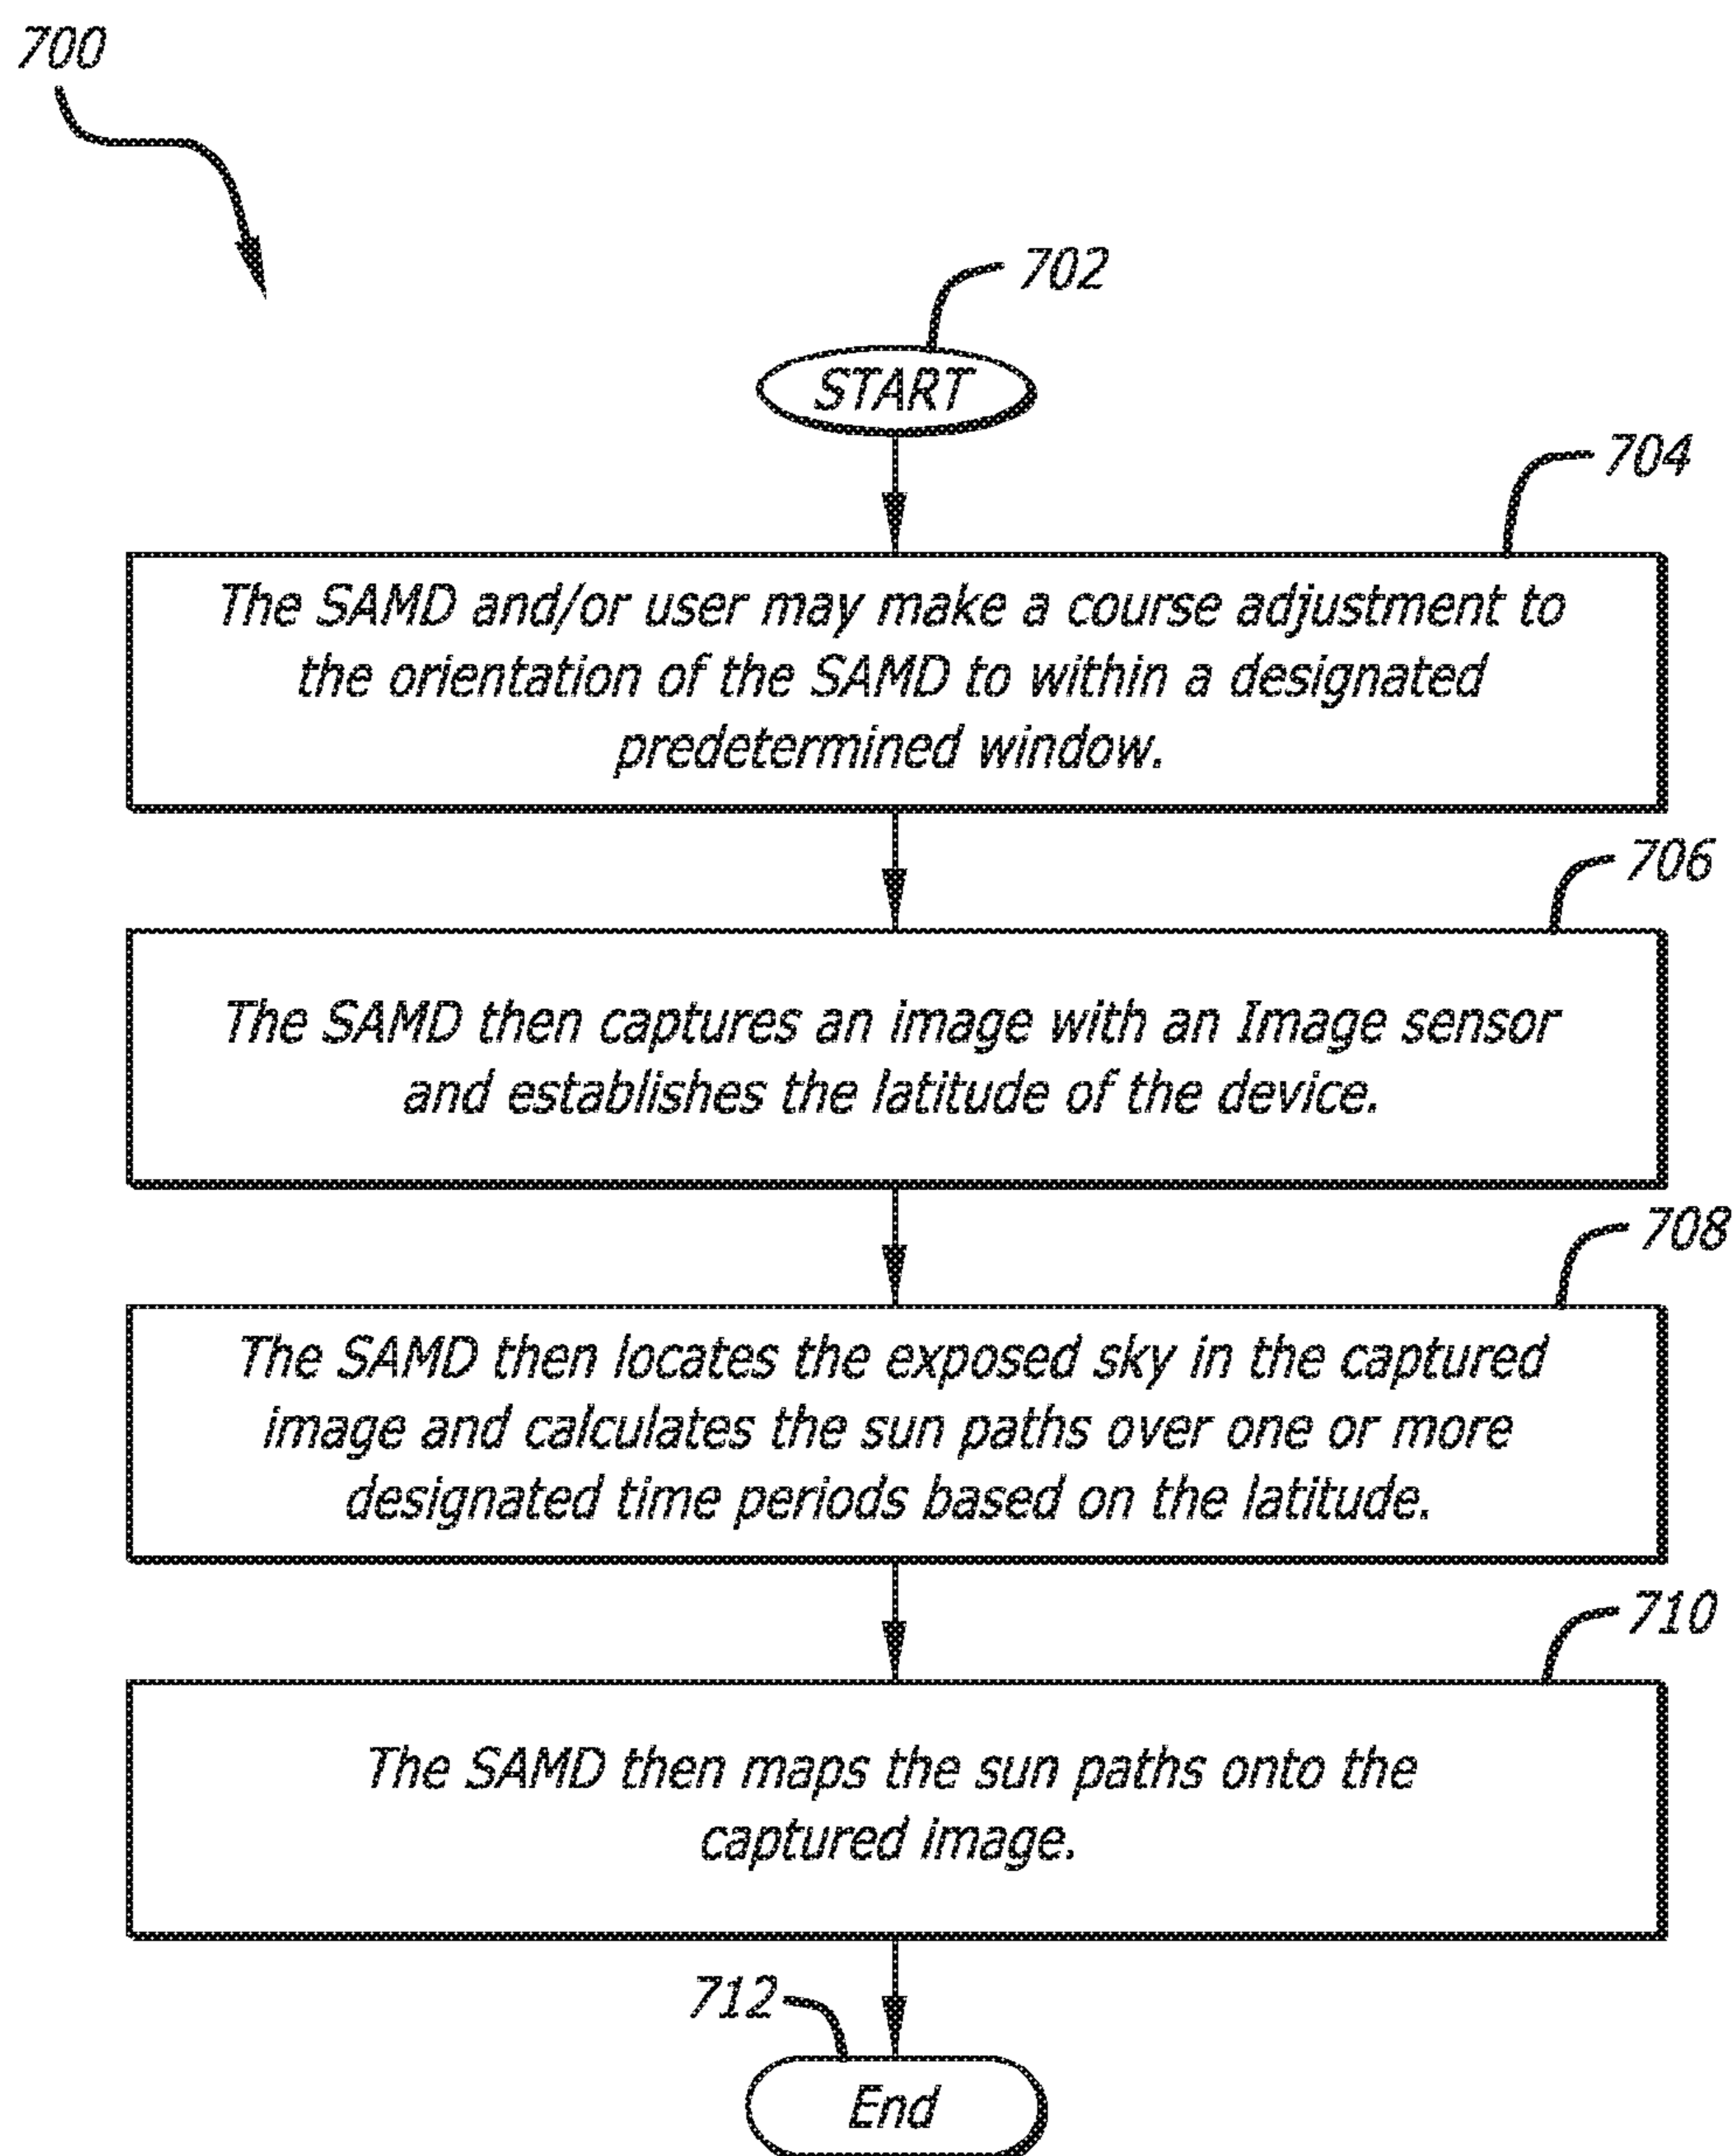 700
702
START
704
The SAMD and/or user may make a course adjustment to
the orientation of the SAMD to within a designated
predetermined window.
706
The SAMD then captures an image with an Image sensor
and establishes the latitude of the device.
708
The SAMD then locates the exposed sky in the captured
image and calculates the sun paths over one or more
designated time periods based on the latitude.
710
The SAMD then maps the sun paths onto the
captured image.
712
End